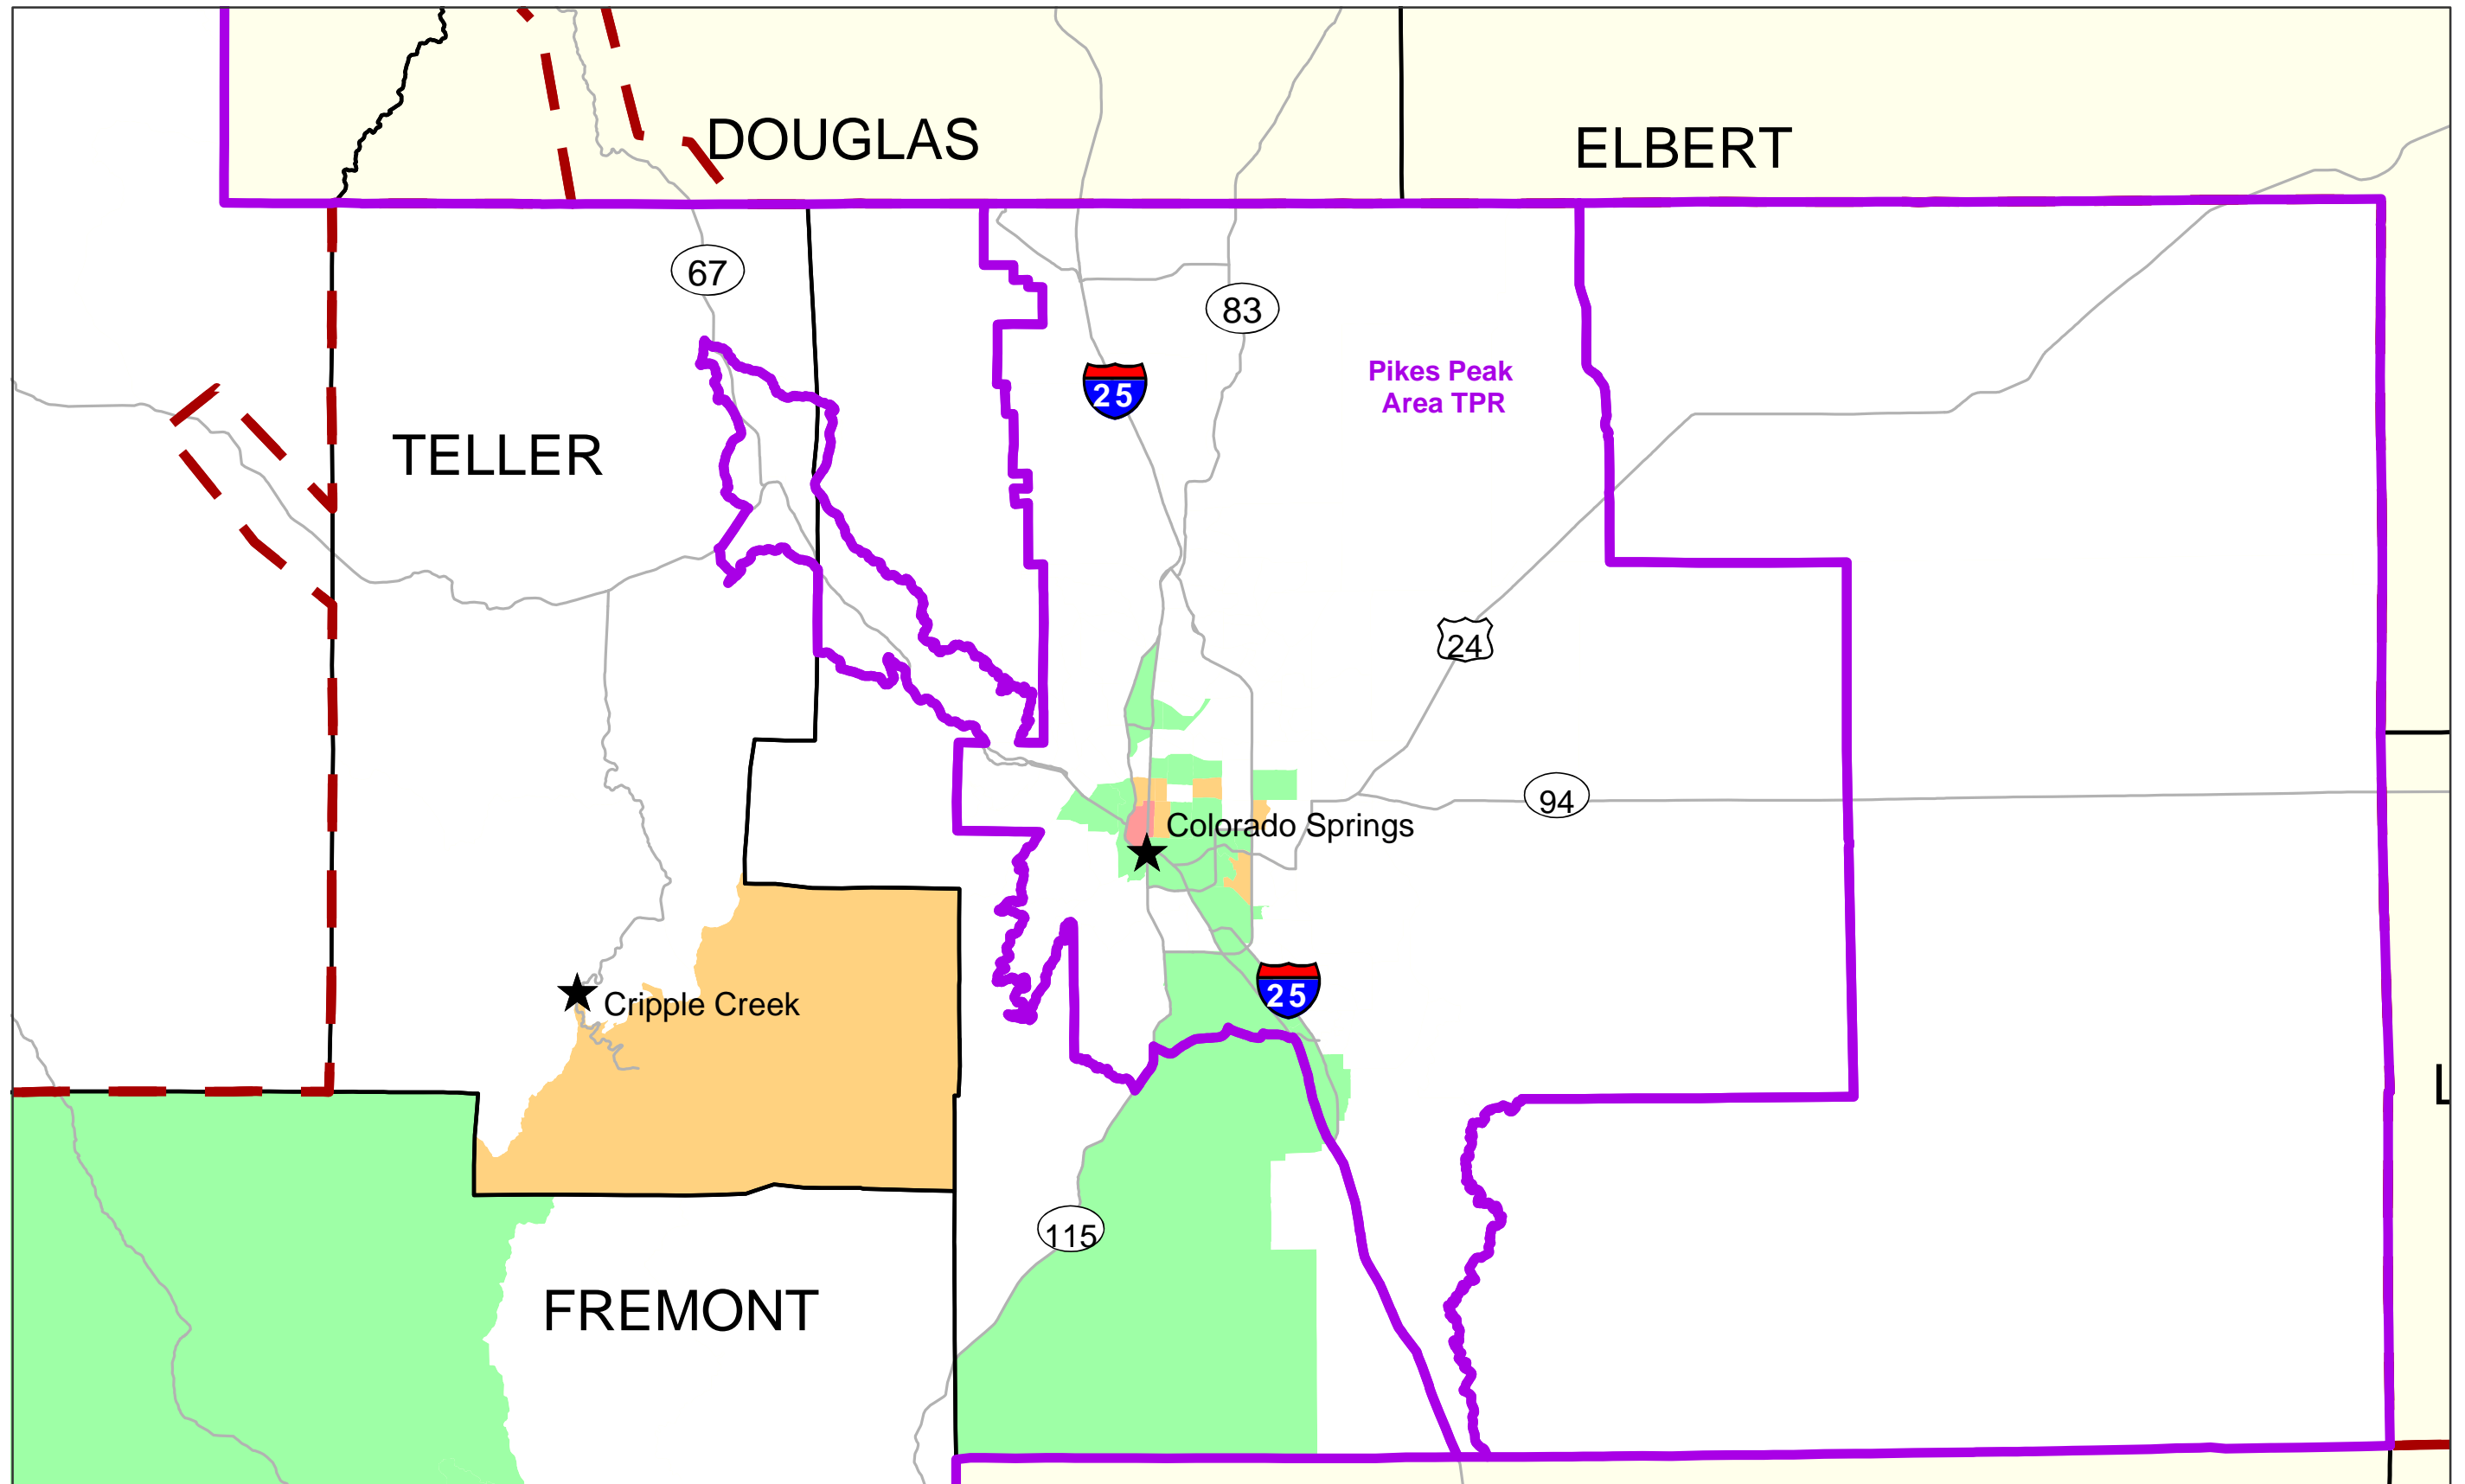 DOUGLAS
ELBERT
67
83
Pikes Peak
Area TPR
25
TELLER
24
94
Colorado Springs
25
Cripple Creek
L
115
FREMONT